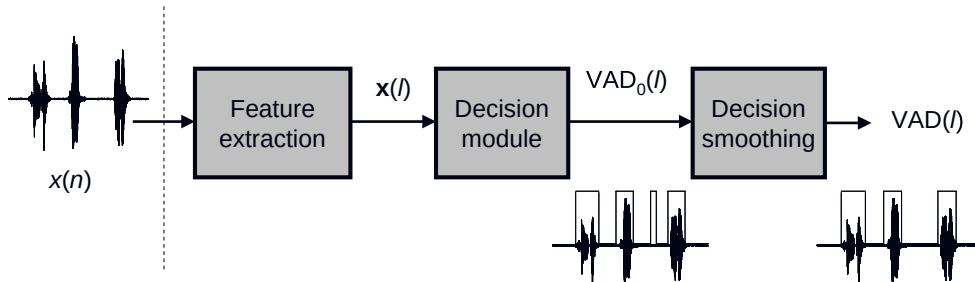 x(n)
Feature
extraction
x(l)
Decision
module
VAD₀(l)
Decision
smoothing
VAD(l)